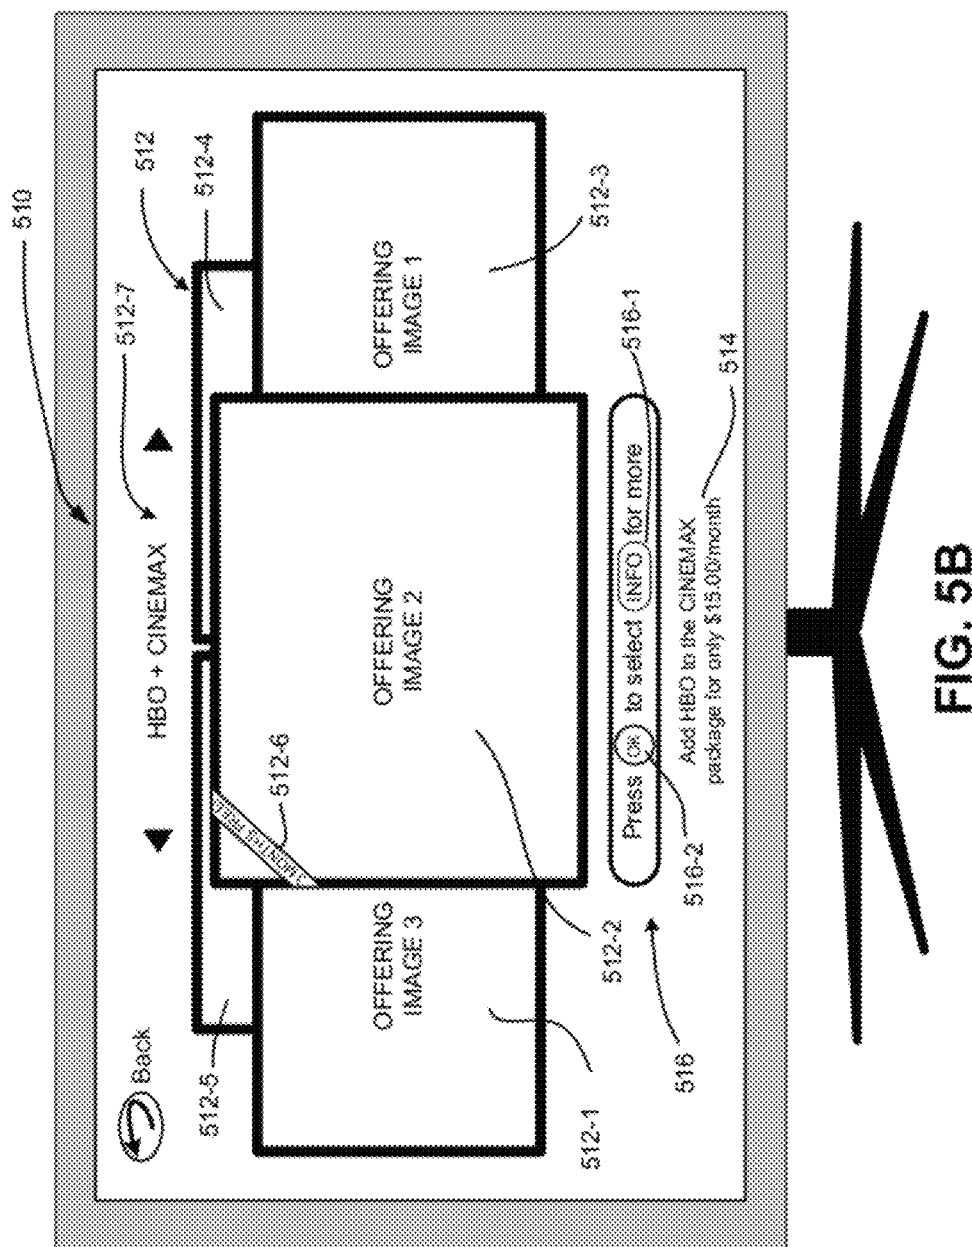 510
512-7
512
512-4
Back
HBO + CINEMAX
512-5
512-6
OFFERING
IMAGE 3
OFFERING
IMAGE 2
OFFERING
IMAGE 1
512-1
512-2
512-3
516
516-2
516-1
Press OK to select INFO for more
Add HBO to the CINEMAX
package for only $15.00/month
514
FIG. 5B